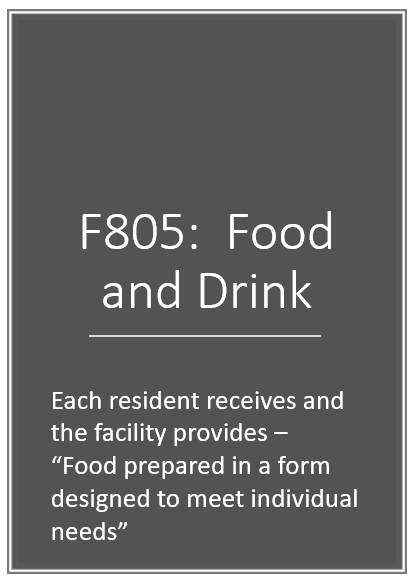 F805:  Food
and Drink
Each resident receives and
the facility provides –
“Food prepared in a form
designed to meet individual
needs”